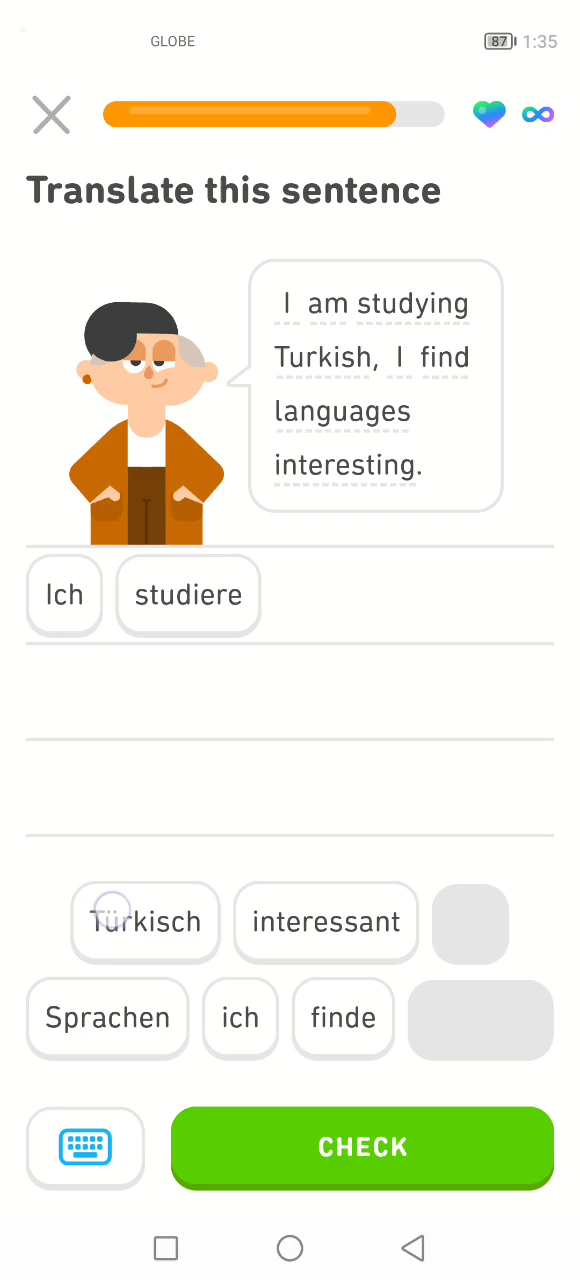 GLOBE 87 1:35
Translate this sentence
I am studying
Turkish, I find
languages
interesting.
Ich studiere
Türkisch interessant
Sprachen ich finde
CHECK